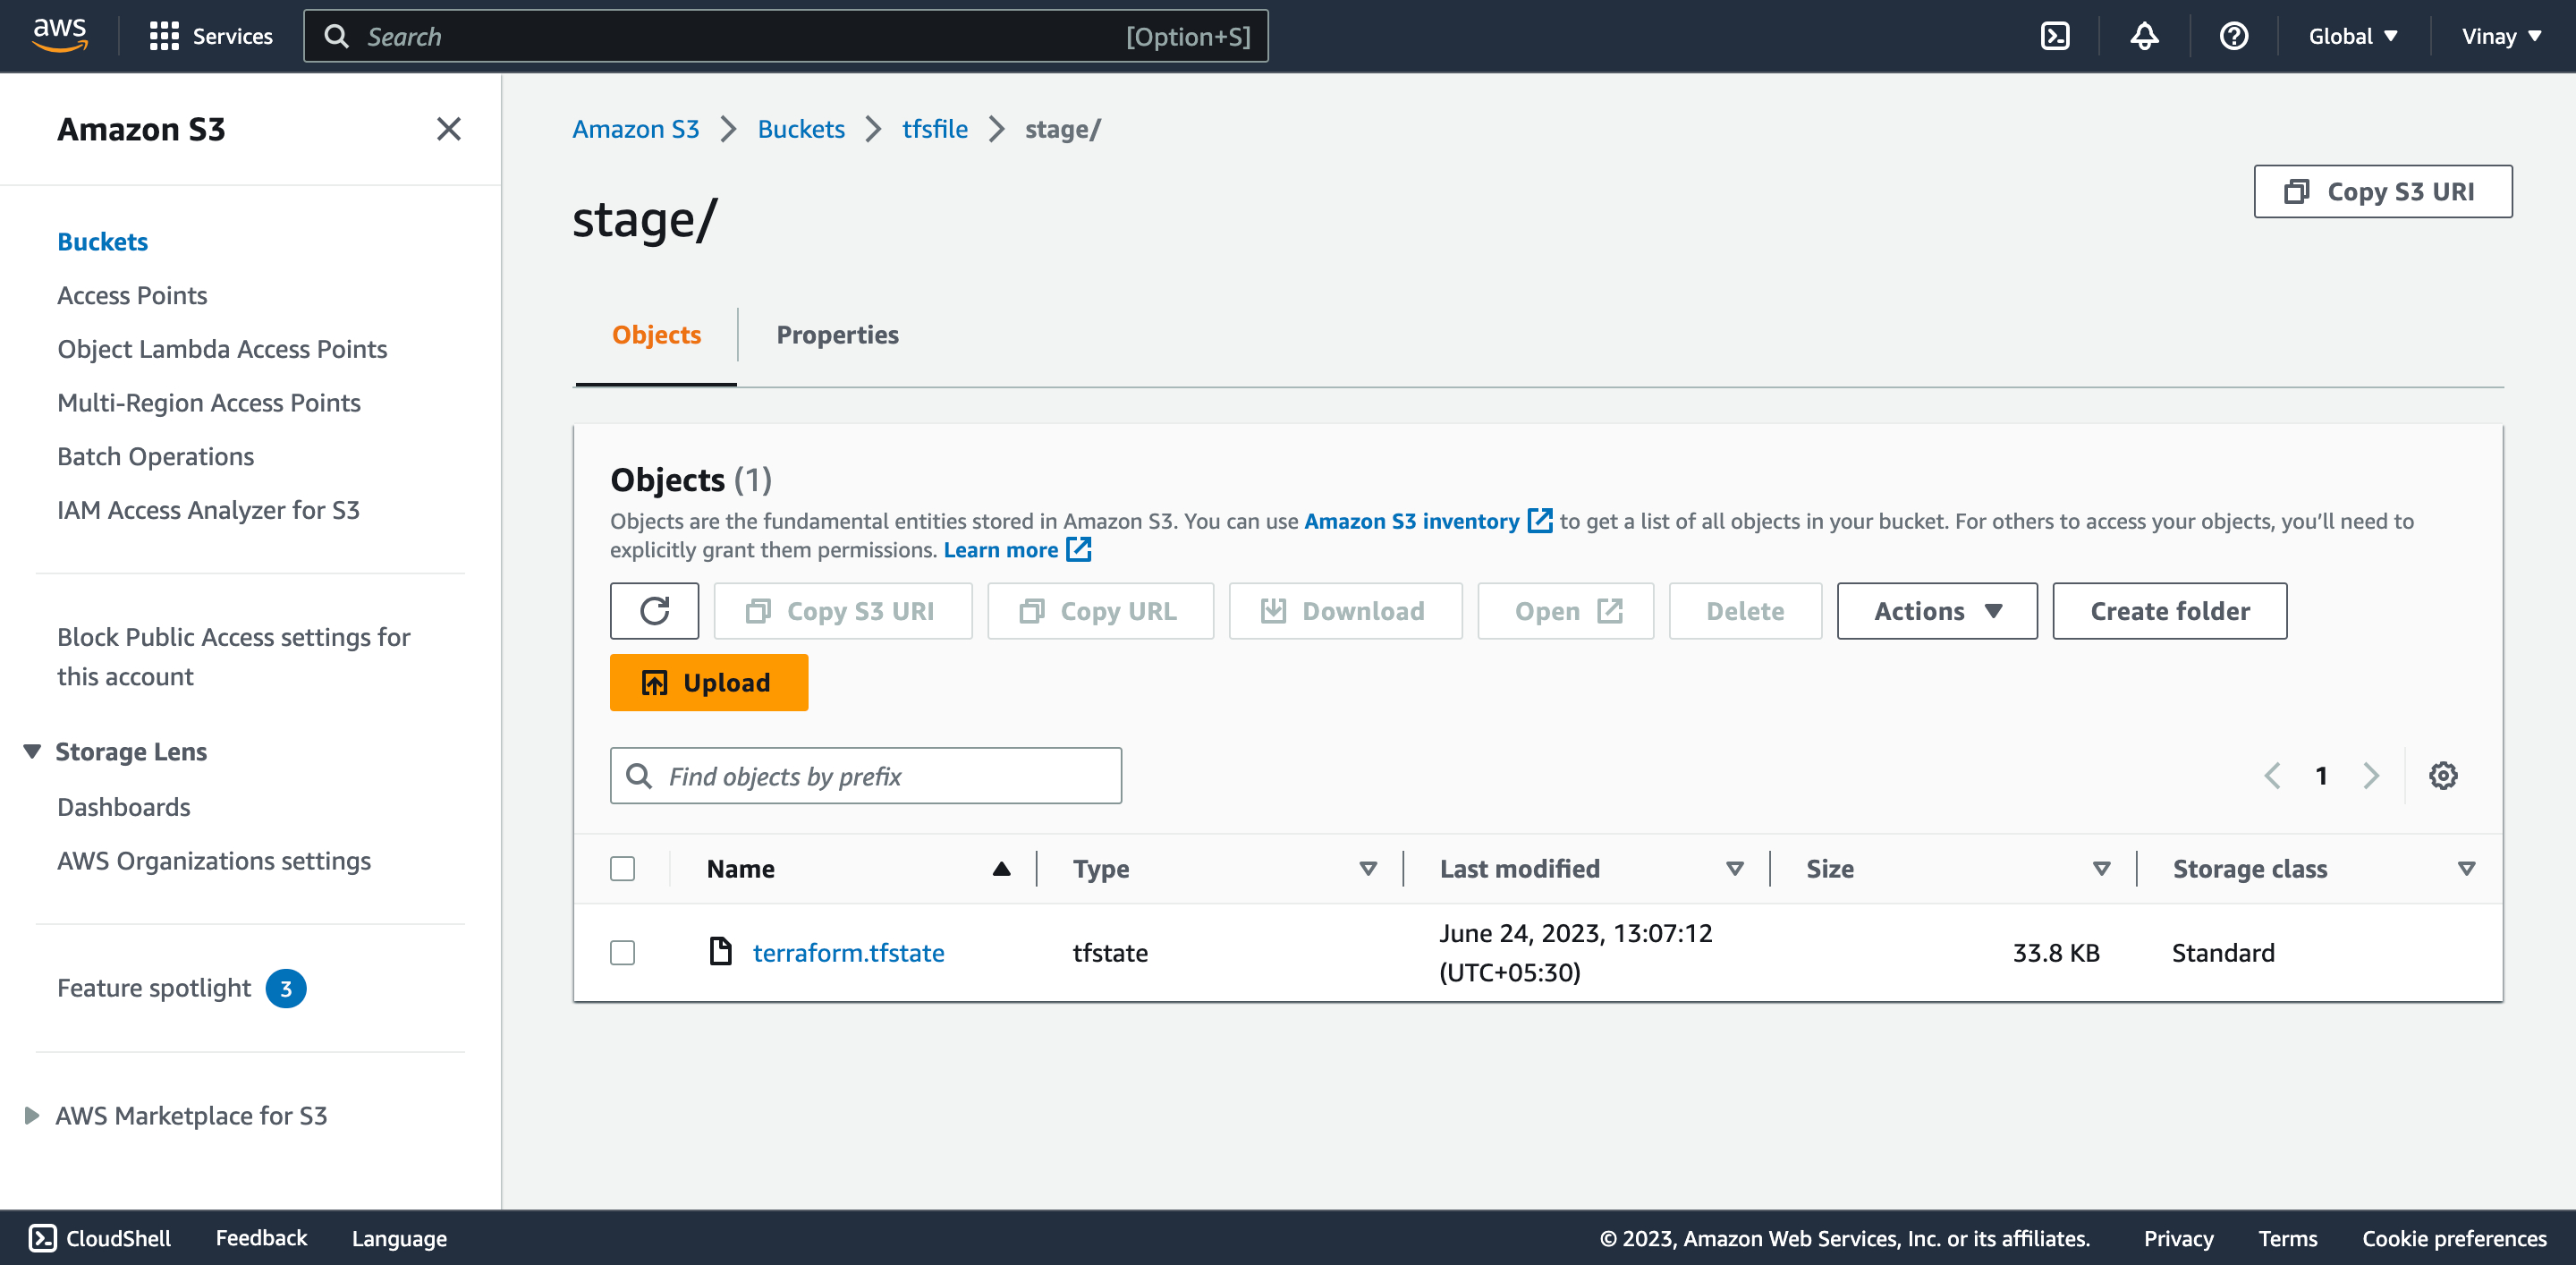 aws Services Search [Option+S] Global Vinay
Amazon S3
Buckets
Access Points
Object Lambda Access Points
Multi-Region Access Points
Batch Operations
IAM Access Analyzer for S3
Block Public Access settings for
this account
Storage Lens
Dashboards
AWS Organizations settings
Feature spotlight 3
AWS Marketplace for S3
Amazon S3 Buckets tfsfile stage/
stage/
Copy S3 URI
Objects Properties
Objects (1)
Objects are the fundamental entities stored in Amazon S3. You can use Amazon S3 inventory to get a list of all objects in your bucket. For others to access your objects, you’ll need to
explicitly grant them permissions. Learn more
Copy S3 URI Copy URL Download Open Delete Actions Create folder
Upload
Find objects by prefix 1
Name Type Last modified Size Storage class
terraform.tfstate tfstate June 24, 2023, 13:07:12 33.8 KB Standard
(UTC+05:30)
CloudShell Feedback Language © 2023, Amazon Web Services, Inc. or its affiliates. Privacy Terms Cookie preferences